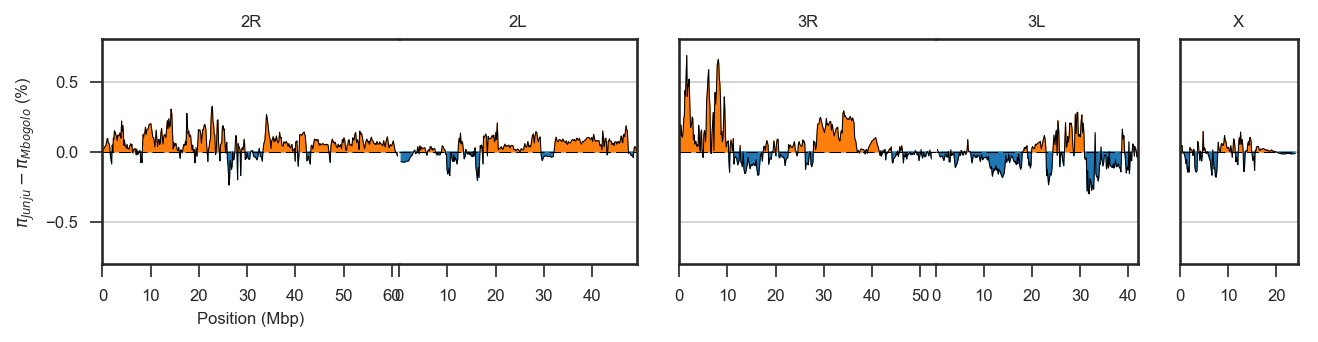 2R 2L 3R 3L X
0.5
0.0
−0.5
π_Junju − π_Mbogolo (%)
0 10 20 30 40 50 60 0 10 20 30 40 0 10 20 30 40 50 0 10 20 30 40 0 20
Position (Mbp)